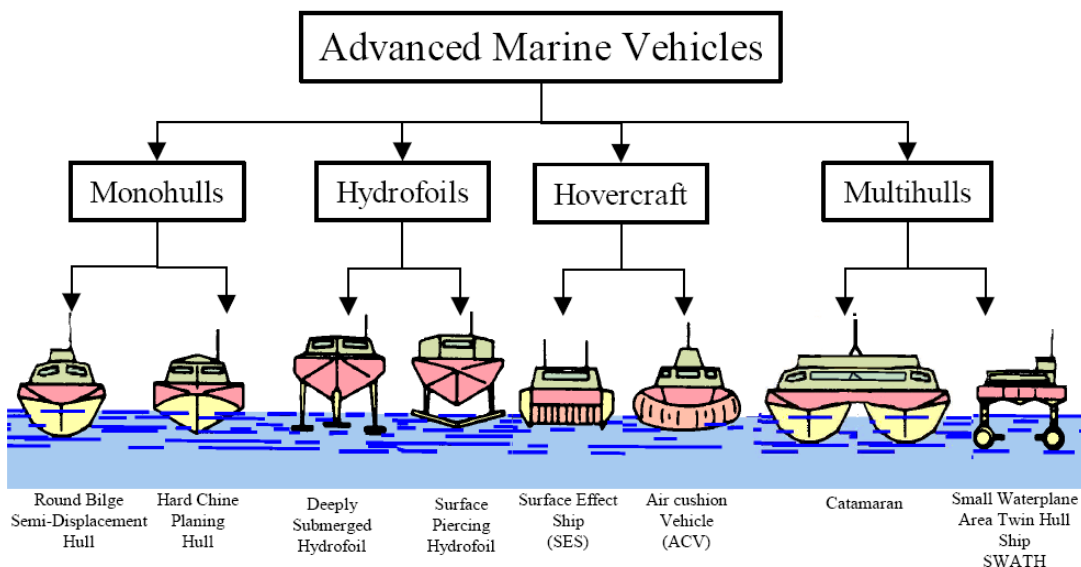 Advanced Marine Vehicles
Monohulls
Hydrofoils
Hovercraft
Multihulls
Round Bilge
Semi-Displacement
Hull
Hard Chine
Planing
Hull
Deeply
Submerged
Hydrofoil
Surface
Piercing
Hydrofoil
Surface Effect
Ship
(SES)
Air cushion
Vehicle
(ACV)
Catamaran
Small Waterplane
Area Twin Hull
Ship
SWATH